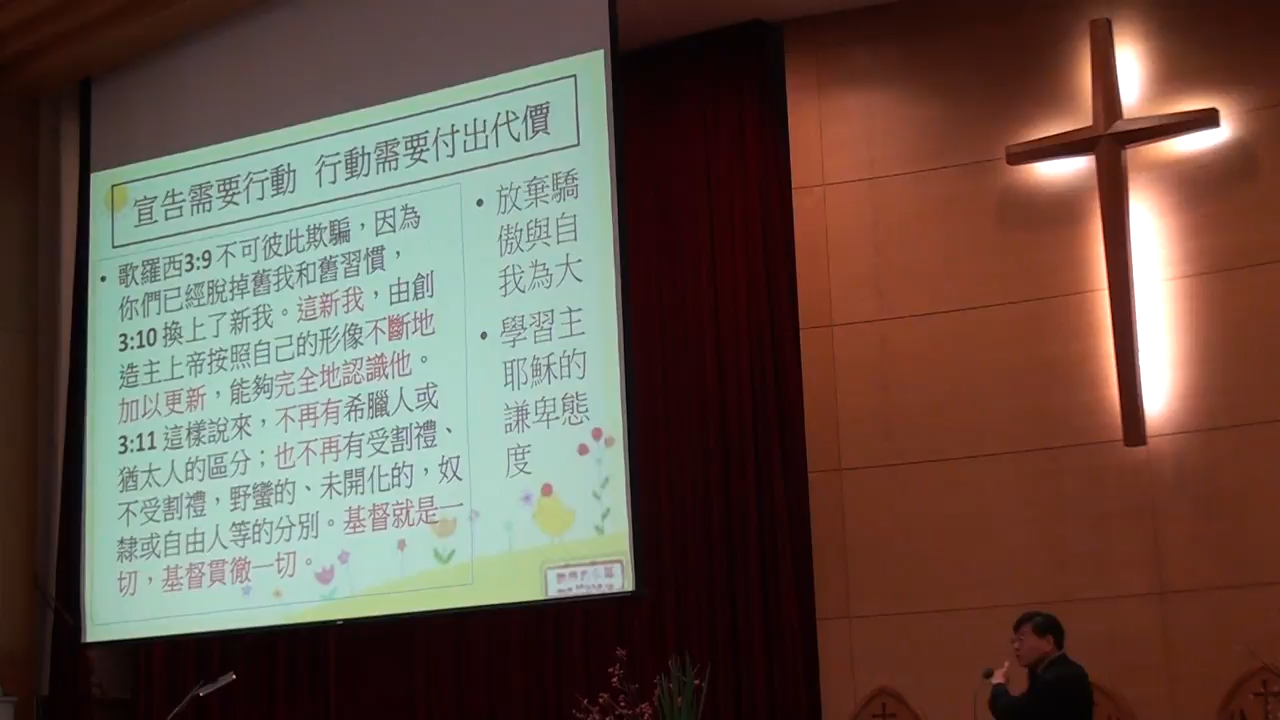 宣告需要行動 行動需要付出代價
• 歌羅西3:9 不可彼此欺騙，因為
你們已經脫掉舊我和舊習慣，
3:10 換上了新我。這新我，由創
造主上帝按照自己的形像不斷地
加以更新，能夠完全地認識他。
3:11 這樣說來，不再有希臘人或
猶太人的區分；也不再有受割禮、
不受割禮，野蠻的、未開化的，奴
隸或自由人等的分別。基督就是一
切，基督貫徹一切。
• 放棄驕
傲與自
我為大
• 學習主
耶穌的
謙卑態
度